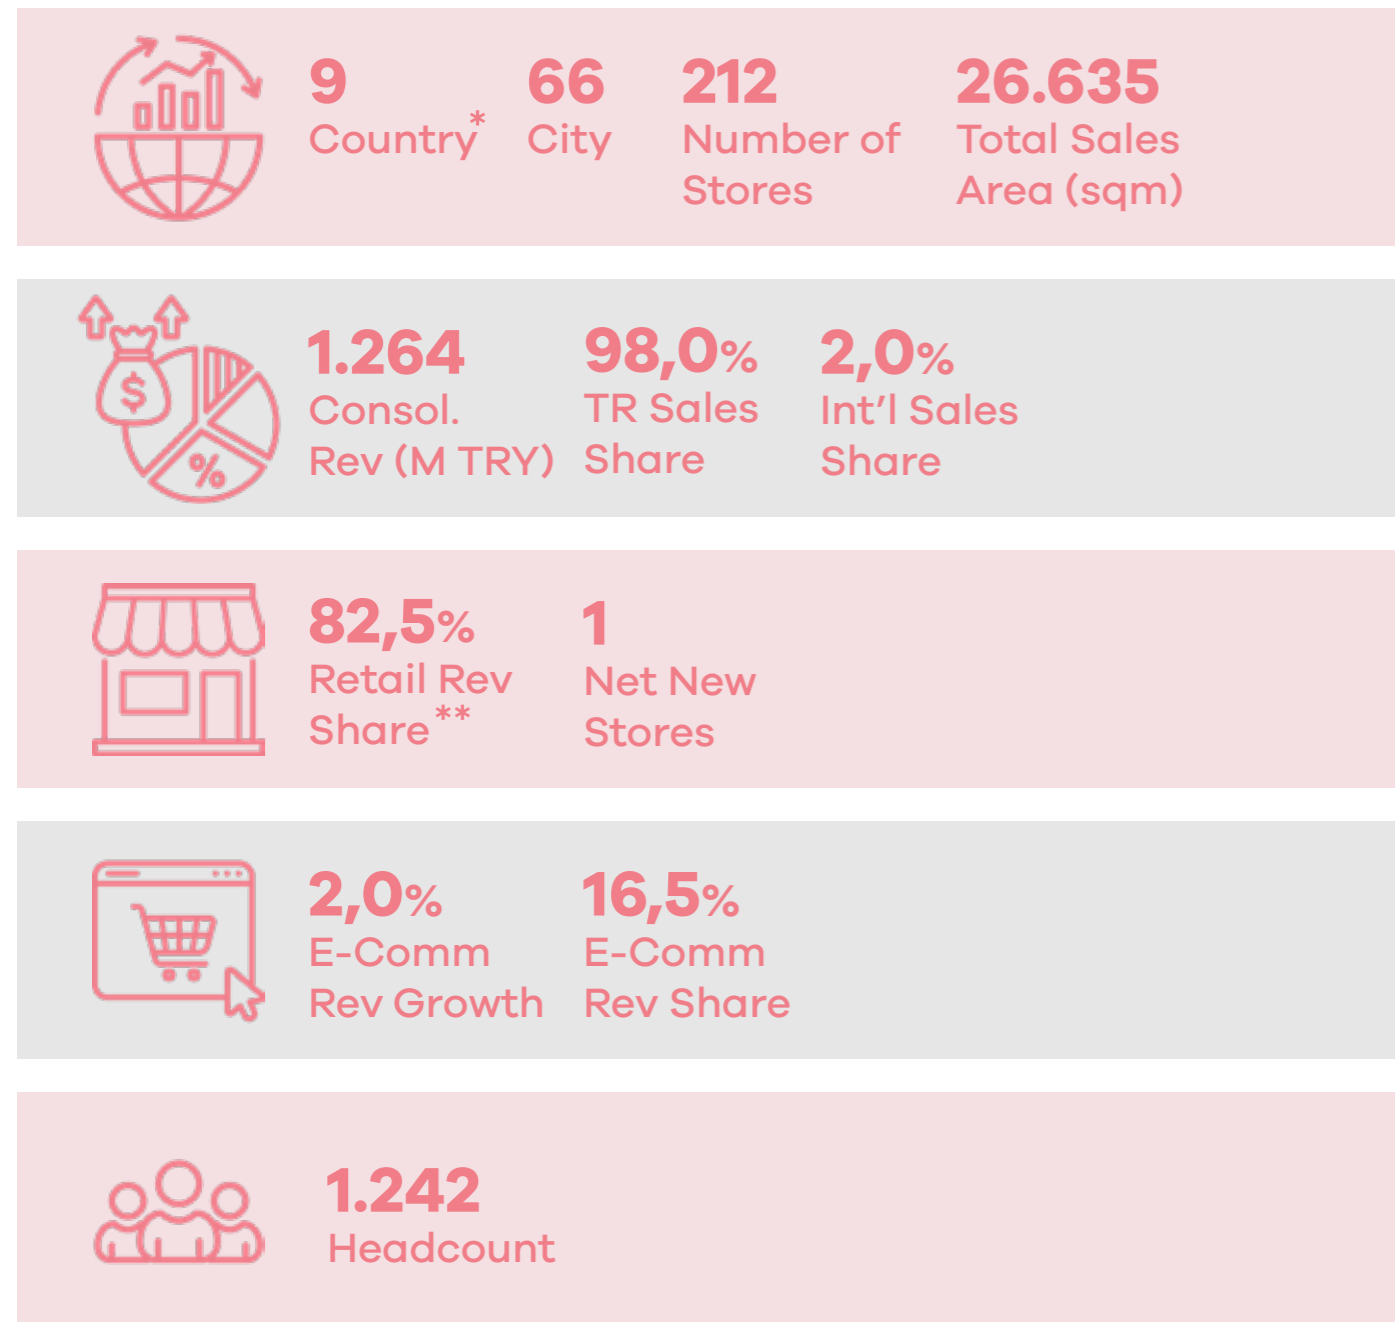 9
Country*
66
City
212
Number of
Stores
26.635
Total Sales
Area (sqm)
$
%
1.264
Consol.
Rev (M TRY)
98,0%
TR Sales
Share
2,0%
Int’l Sales
Share
82,5%
Retail Rev
Share**
1
Net New
Stores
2,0%
E-Comm
Rev Growth
16,5%
E-Comm
Rev Share
1.242
Headcount